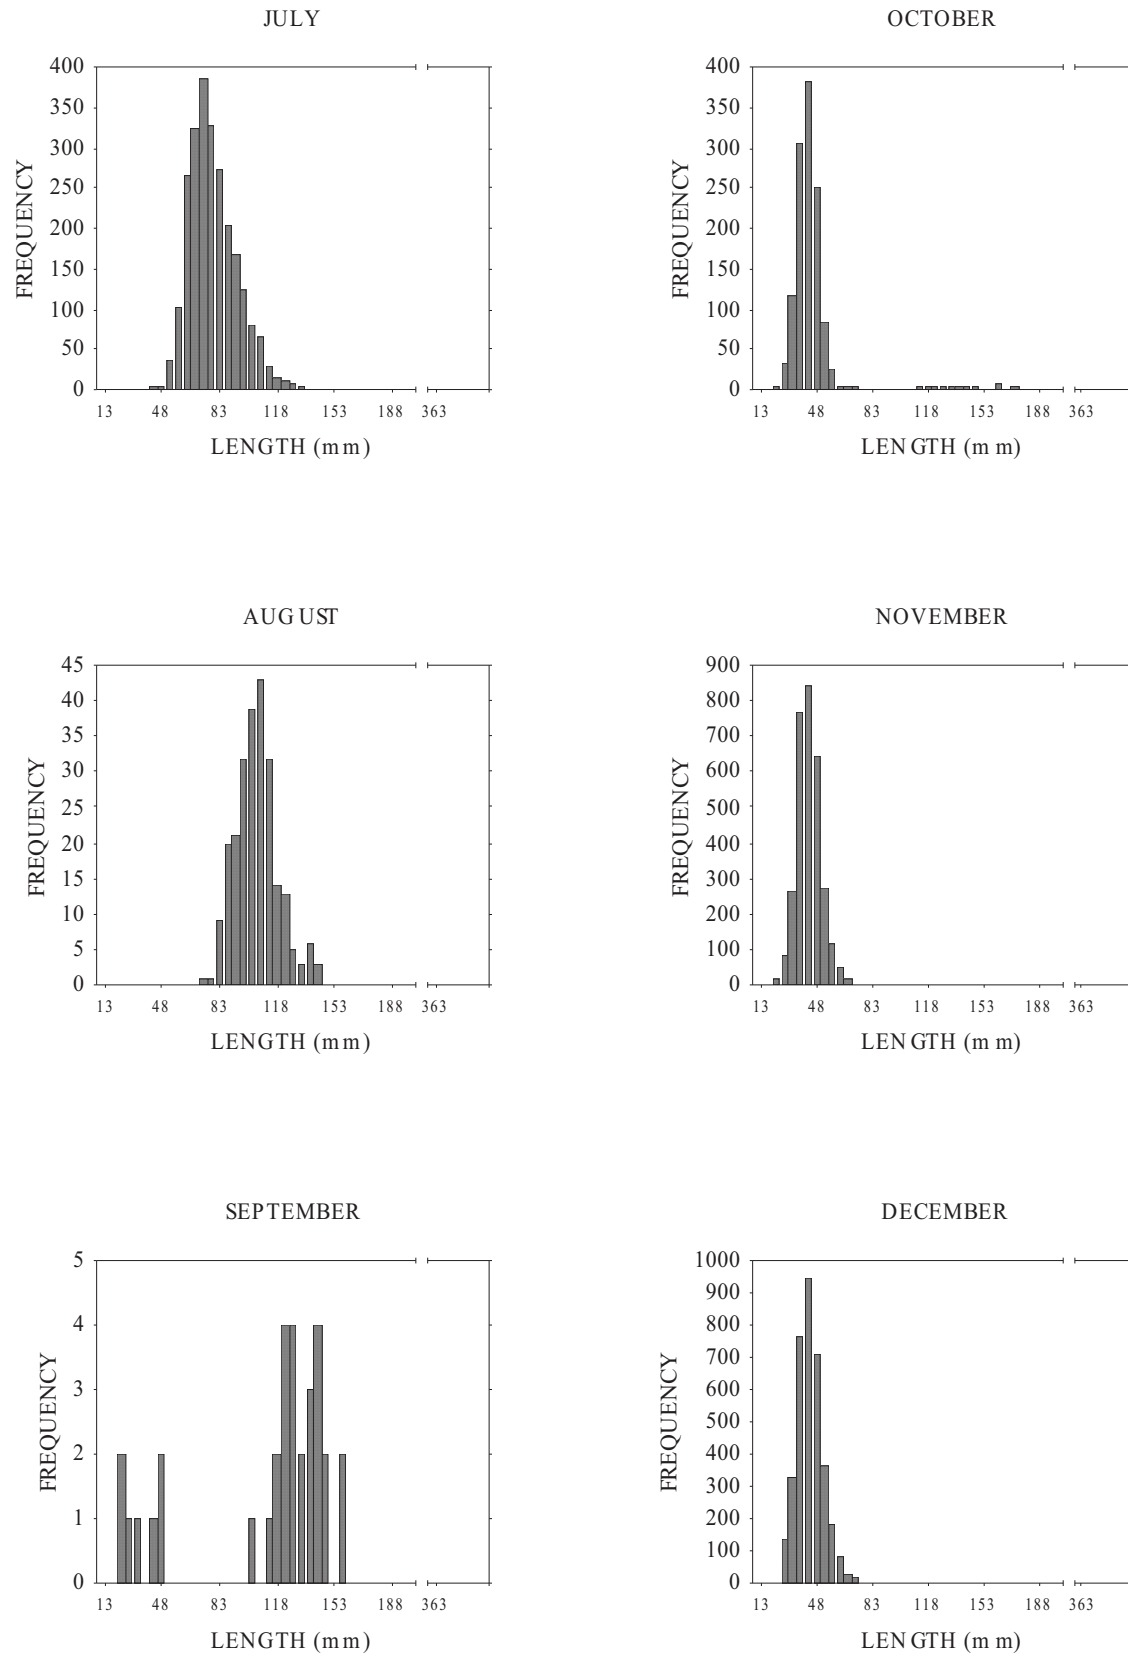 JULY
400
350
300
250
200
150
100
50
0
FREQUENCY
13 48 83 118 153 188 363
LENGTH (mm)
OCTOBER
400
350
300
250
200
150
100
50
0
FREQUENCY
13 48 83 118 153 188 363
LENGTH (mm)
AUGUST
45
40
35
30
25
20
15
10
5
0
FREQUENCY
13 48 83 118 153 188 363
LENGTH (mm)
NOVEMBER
900
800
700
600
500
400
300
200
100
0
FREQUENCY
13 48 83 118 153 188 363
LENGTH (mm)
SEPTEMBER
5
4
3
2
1
0
FREQUENCY
13 48 83 118 153 188 363
LENGTH (mm)
DECEMBER
1000
900
800
700
600
500
400
300
200
100
0
FREQUENCY
13 48 83 118 153 188 363
LENGTH (mm)